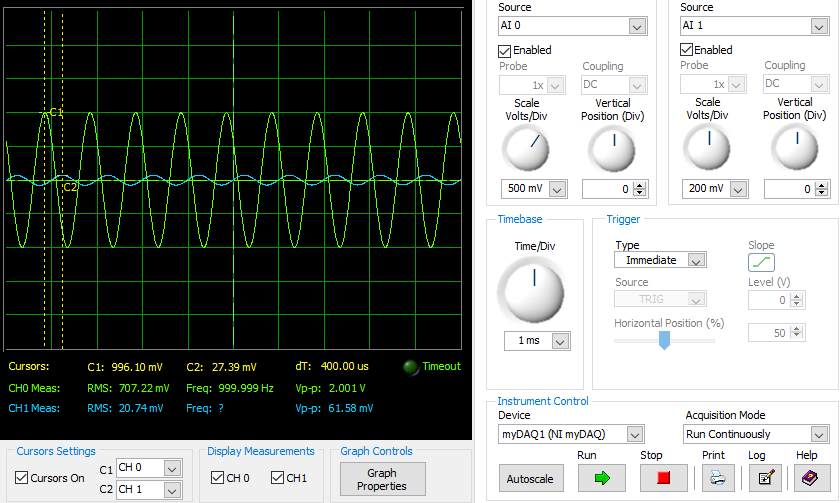 Source
AI 0
Enabled
Probe
Coupling
1x
DC
Scale
Volts/Div
Vertical
Position (Div)
500 mV
0
Source
AI 1
Enabled
Probe
Coupling
1x
DC
Scale
Volts/Div
Vertical
Position (Div)
200 mV
0
C1
C2
Timebase
Time/Div
1 ms
Trigger
Type
Immediate
Slope
Source
TRIG
Level (V)
0
Horizontal Position (%)
50
Cursors: C1: 996.10 mV C2: 27.39 mV dT: 400.00 us Timeout
CH0 Meas: RMS: 707.22 mV Freq: 999.999 Hz Vp-p: 2.001 V
CH1 Meas: RMS: 20.74 mV Freq: ? Vp-p: 61.58 mV
Instrument Control
Device
myDAQ1 (NI myDAQ)
Acquisition Mode
Run Continuously
Run Stop Print Log Help
Autoscale
Cursors Settings
Cursors On
C1 CH 0
C2 CH 1
Display Measurements
CH 0 CH1
Graph Controls
Graph
Properties